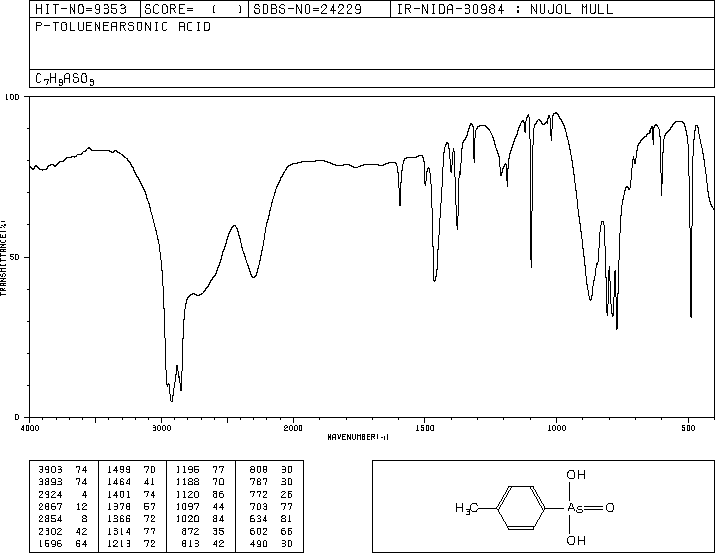 HIT-NO=9353 SCORE= ( ) SDBS-NO=24229 IR-NIDA-30984 : NUJOL MULL
P-TOLUENEARSONIC ACID
C7H9ASO3
100
50
0
TRANSMITTANCE(%)
4000 3000 2000 1500 1000 500
WAVENUMBER(-1)
3903 74 1499 70 1196 77 808 30
3893 74 1464 41 1188 70 787 30
2924 4 1401 74 1120 86 772 26
2867 12 1378 57 1097 44 703 77
2854 8 1366 72 1020 84 634 81
2302 42 1314 77 872 35 602 66
1596 64 1213 72 813 42 490 30
OH
H3C
As
O
OH